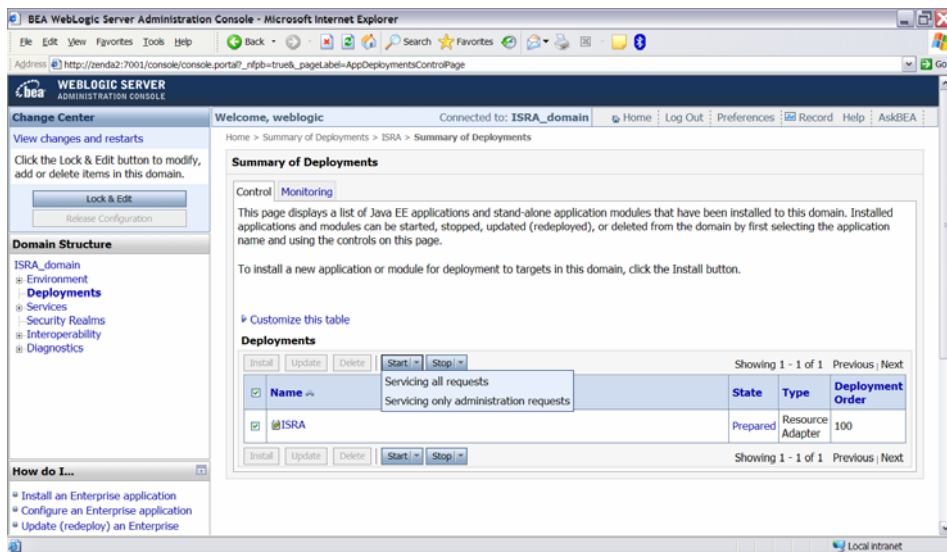 BEA WebLogic Server Administration Console - Microsoft Internet Explorer
File Edit View Favorites Tools Help
Back Search Favorites
Address http://zenda2:7001/console/console.portal?_nfpb=true&_pageLabel=AppDeploymentsControlPage Go
bea WEBLOGIC SERVER
ADMINISTRATION CONSOLE
Change Center
View changes and restarts
Click the Lock & Edit button to modify,
add or delete items in this domain.
Lock & Edit
Release Configuration
Domain Structure
ISRA_domain
Environment
Deployments
Services
Security Realms
Interoperability
Diagnostics
How do I...
Install an Enterprise application
Configure an Enterprise application
Update (redeploy) an Enterprise
Welcome, weblogic Connected to: ISRA_domain Home Log Out Preferences Record Help AskBEA
Home > Summary of Deployments > ISRA > Summary of Deployments
Summary of Deployments
Control Monitoring
This page displays a list of Java EE applications and stand-alone application modules that have been installed to this domain. Installed
applications and modules can be started, stopped, updated (redeployed), or deleted from the domain by first selecting the application
name and using the controls on this page.
To install a new application or module for deployment to targets in this domain, click the Install button.
Customize this table
Deployments
Install Update Delete Start Stop Showing 1 - 1 of 1 Previous | Next
Servicing all requests
Servicing only administration requests
Name State Type Deployment
Order
ISRA Prepared Resource
Adapter 100
Install Update Delete Start Stop Showing 1 - 1 of 1 Previous | Next
Local intranet